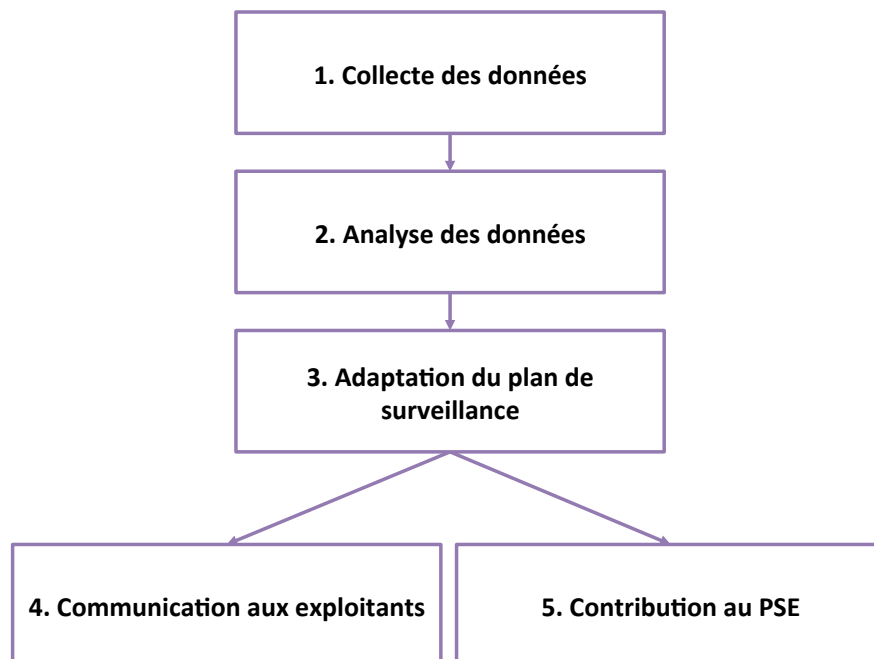 1. Collecte des données
2. Analyse des données
3. Adaptation du plan de
surveillance
4. Communication aux exploitants
5. Contribution au PSE